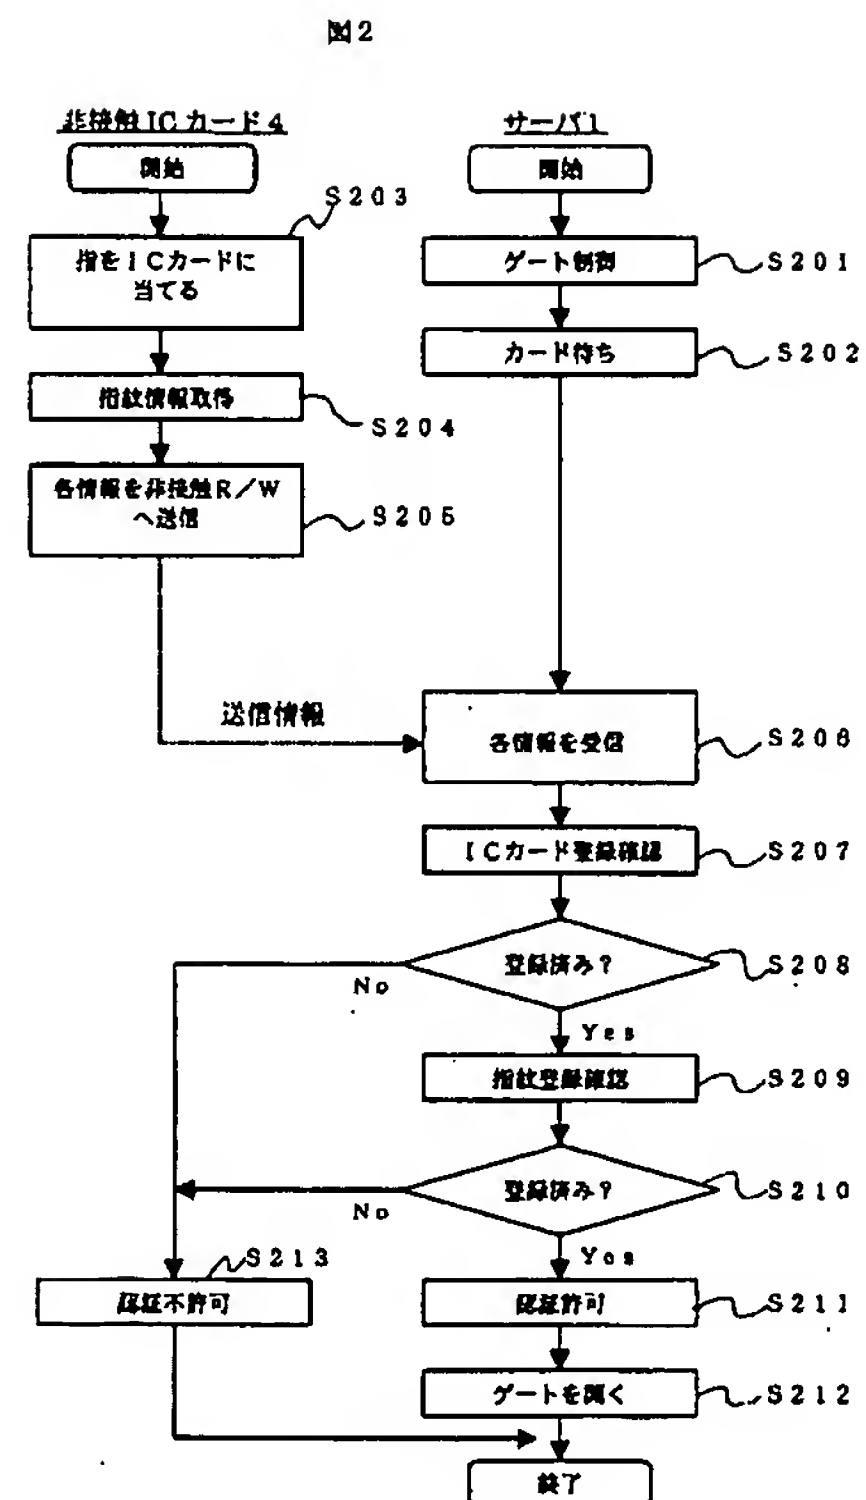 図2
非接触ICカード4
サーバ1
開始
開始
S203
指をICカードに
当てる
ゲート制御
S201
カード待ち
S202
指紋情報取得
S204
各情報を非接触R/W
へ送信
S205
送信情報
各情報を受信
S206
ICカード登録確認
S207
登録済み?
S208
No
Yes
指紋登録確認
S209
登録済み?
S210
No
Yes
S213
認証不許可
認証許可
S211
ゲートを開く
S212
終了